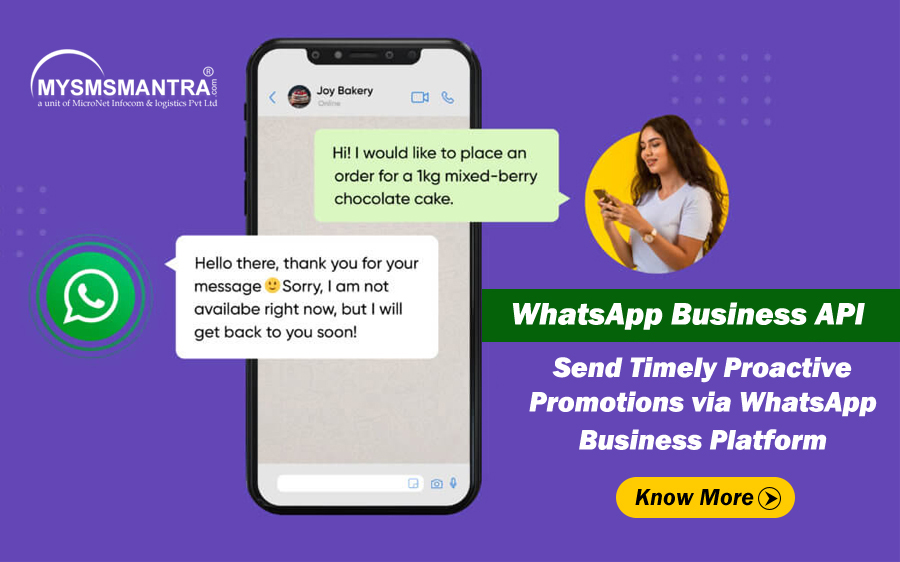 MYSMSMANTRA®.com
a unit of MicroNet Infocom & logistics Pvt Ltd
Joy Bakery
Online
Hi! I would like to place an
order for a 1kg mixed-berry
chocolate cake.
Hello there, thank you for your
message 🙂 Sorry, I am not
availabe right now, but I will
get back to you soon!
WhatsApp Business API
Send Timely Proactive
Promotions via WhatsApp
Business Platform
Know More